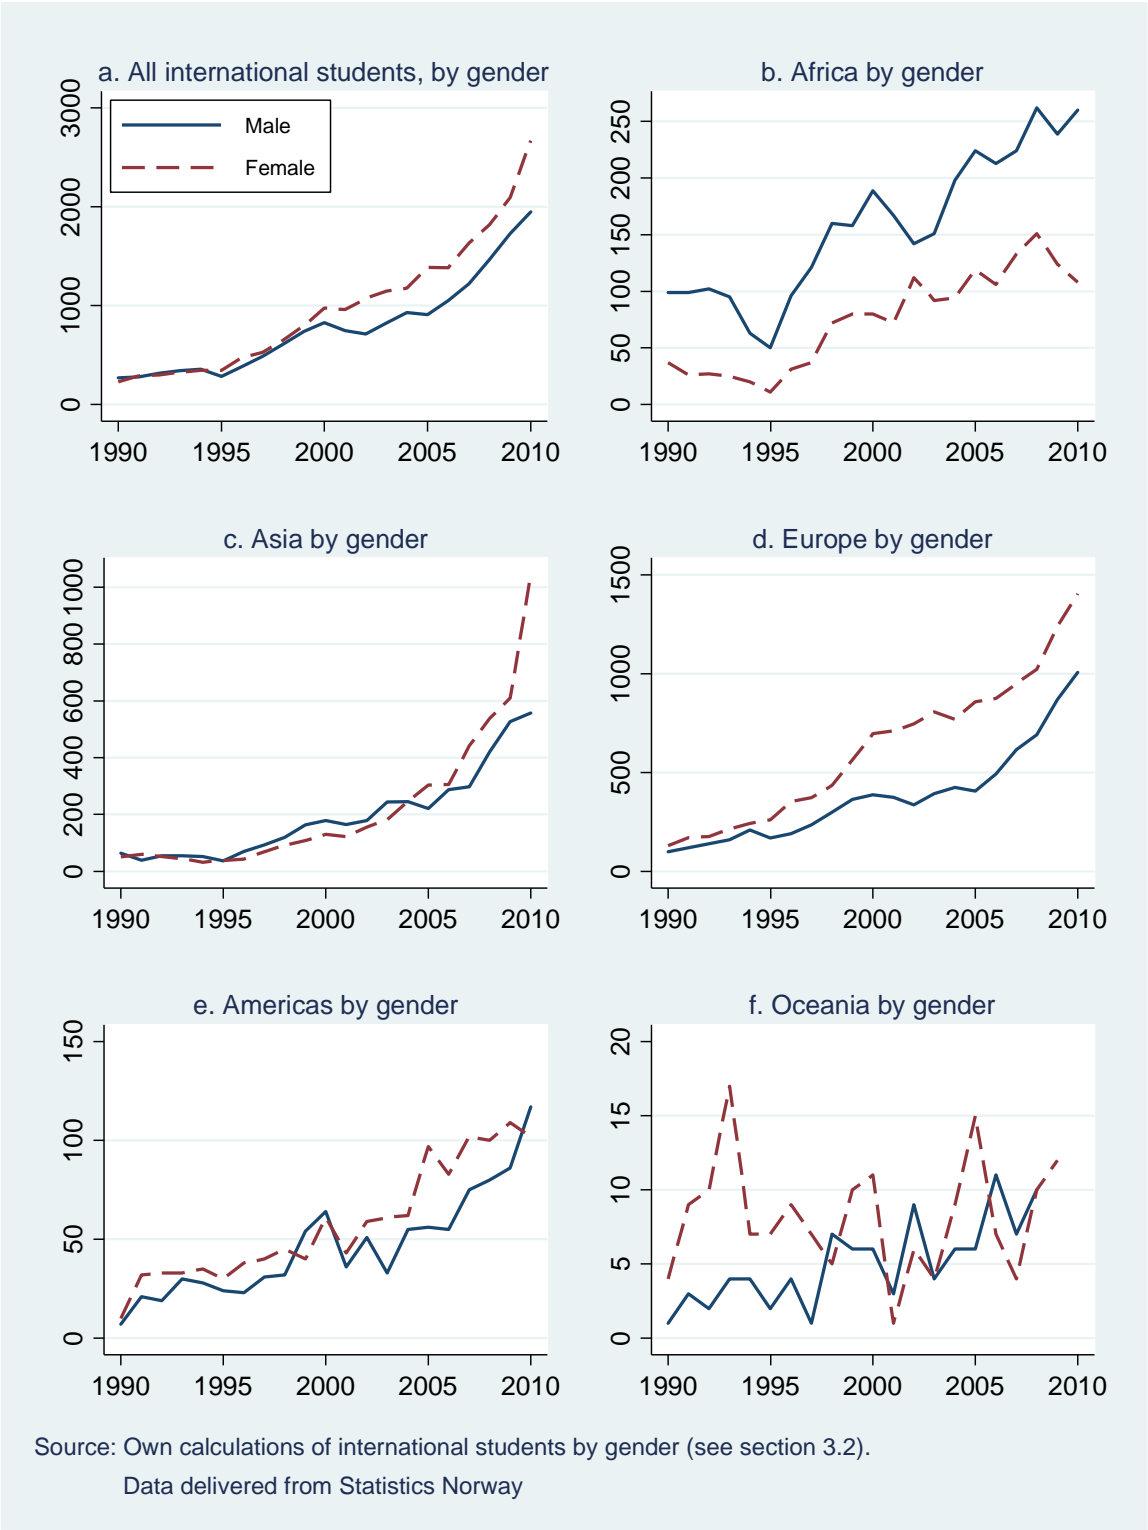 a. All international students, by gender
3000
2000
1000
0
Male
Female
1990 1995 2000 2005 2010
b. Africa by gender
250
200
150
100
50
0
1990 1995 2000 2005 2010
c. Asia by gender
1000
800
600
400
200
0
1990 1995 2000 2005 2010
d. Europe by gender
1500
1000
500
0
1990 1995 2000 2005 2010
e. Americas by gender
150
100
50
0
1990 1995 2000 2005 2010
f. Oceania by gender
20
15
10
5
0
1990 1995 2000 2005 2010
Source: Own calculations of international students by gender (see section 3.2).
Data delivered from Statistics Norway